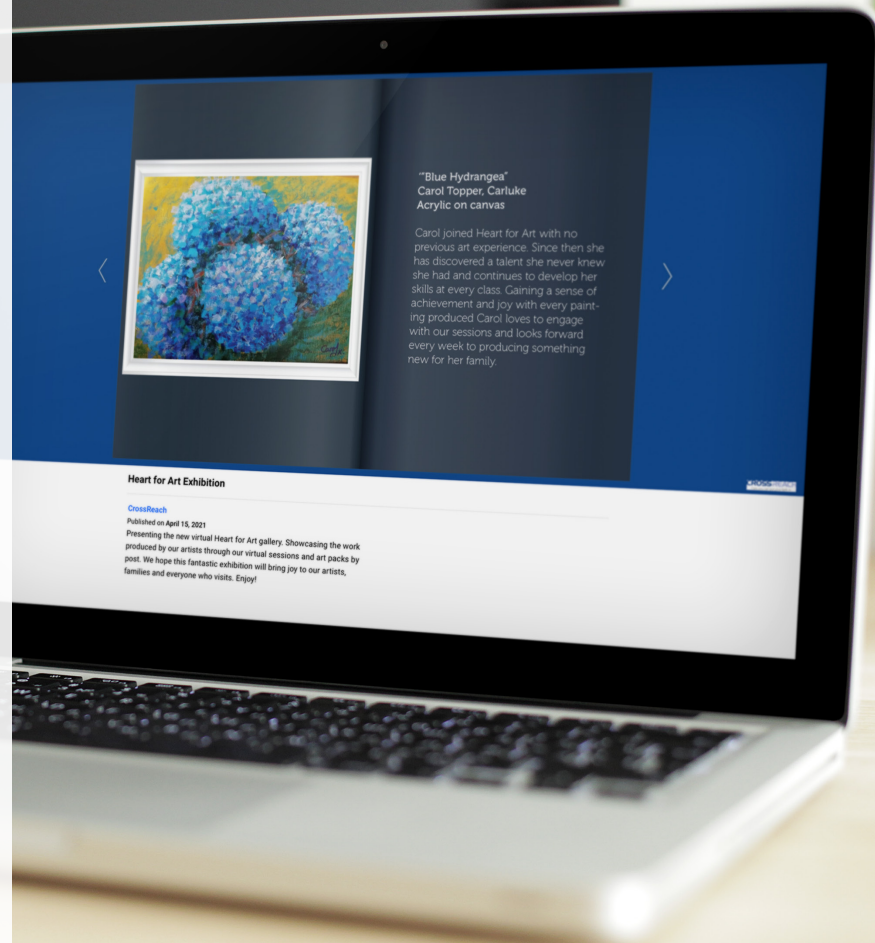 '"Blue Hydrangea"
Carol Topper, Carluke
Acrylic on canvas
Carol joined Heart for Art with no
previous art experience. Since then she
has discovered a talent she never knew
she had and continues to develop her
skills at every class. Gaining a sense of
achievement and joy with every paint-
ing produced Carol loves to engage
with our sessions and looks forward
every week to producing something
new for her family.
Heart for Art Exhibition
CrossReach
Published on April 15, 2021
Presenting the new virtual Heart for Art gallery. Showcasing the work
produced by our artists through our virtual sessions and art packs by
post. We hope this fantastic exhibition will bring joy to our artists,
families and everyone who visits. Enjoy!